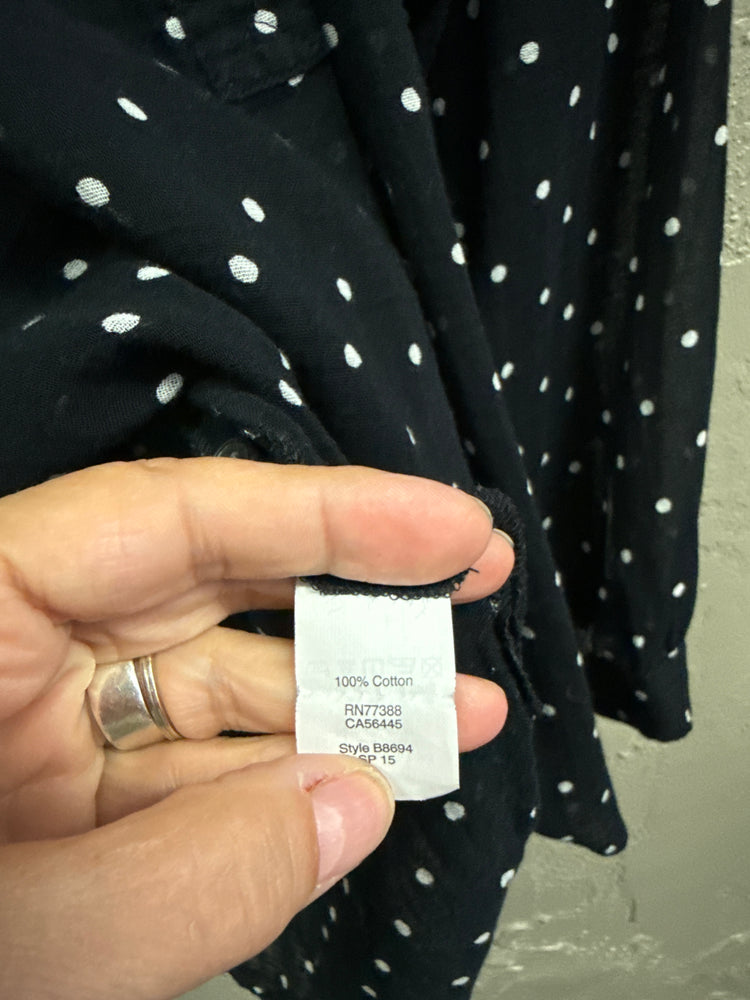 100% Cotton
RN77388
CA56445
Style B8694
SP 15